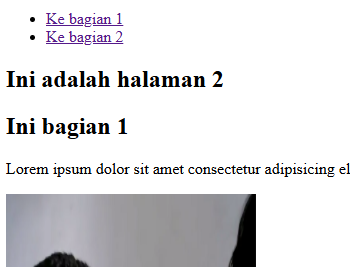 Ke bagian 1
Ke bagian 2
Ini adalah halaman 2
Ini bagian 1
Lorem ipsum dolor sit amet consectetur adipisicing el